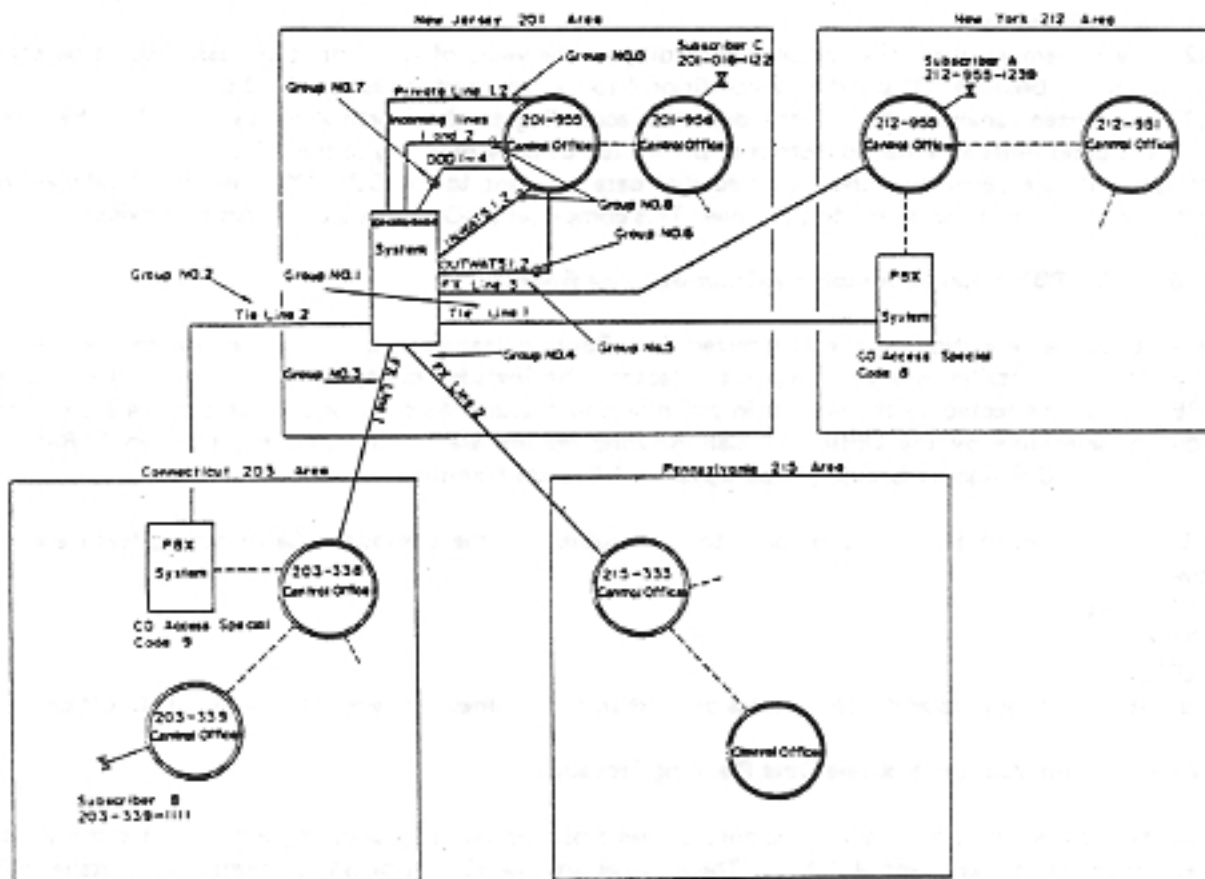 New Jersey 201 Area
New York 212 Area
Group NO.0
Subscriber C
201-018-1122
Subscriber A
212-955-1239
Group NO.7
Private Line 1,2
Incoming lines
1 and 2
DOD 1-4
201-955
Central Office
201-956
Central Office
212-955
Central Office
212-951
Central Office
Group NO.8
INWATS 1,2
System
Group NO.6
OUTWATS 1,2
FX Line 3
Group NO.2
Group NO.1
Tie Line 2
Tie Line 1
PBX
System
CO Access Special
Code 8
Group NO.4
Group No.5
Group NO.3
FX Line 1
FX Line 2
Connecticut 203 Area
Pennsylvania 215 Area
PBX
System
CO Access Special
Code 9
203-338
Central Office
215-333
Central Office
203-339
Central Office
Central Office
Subscriber B
203-339-1111